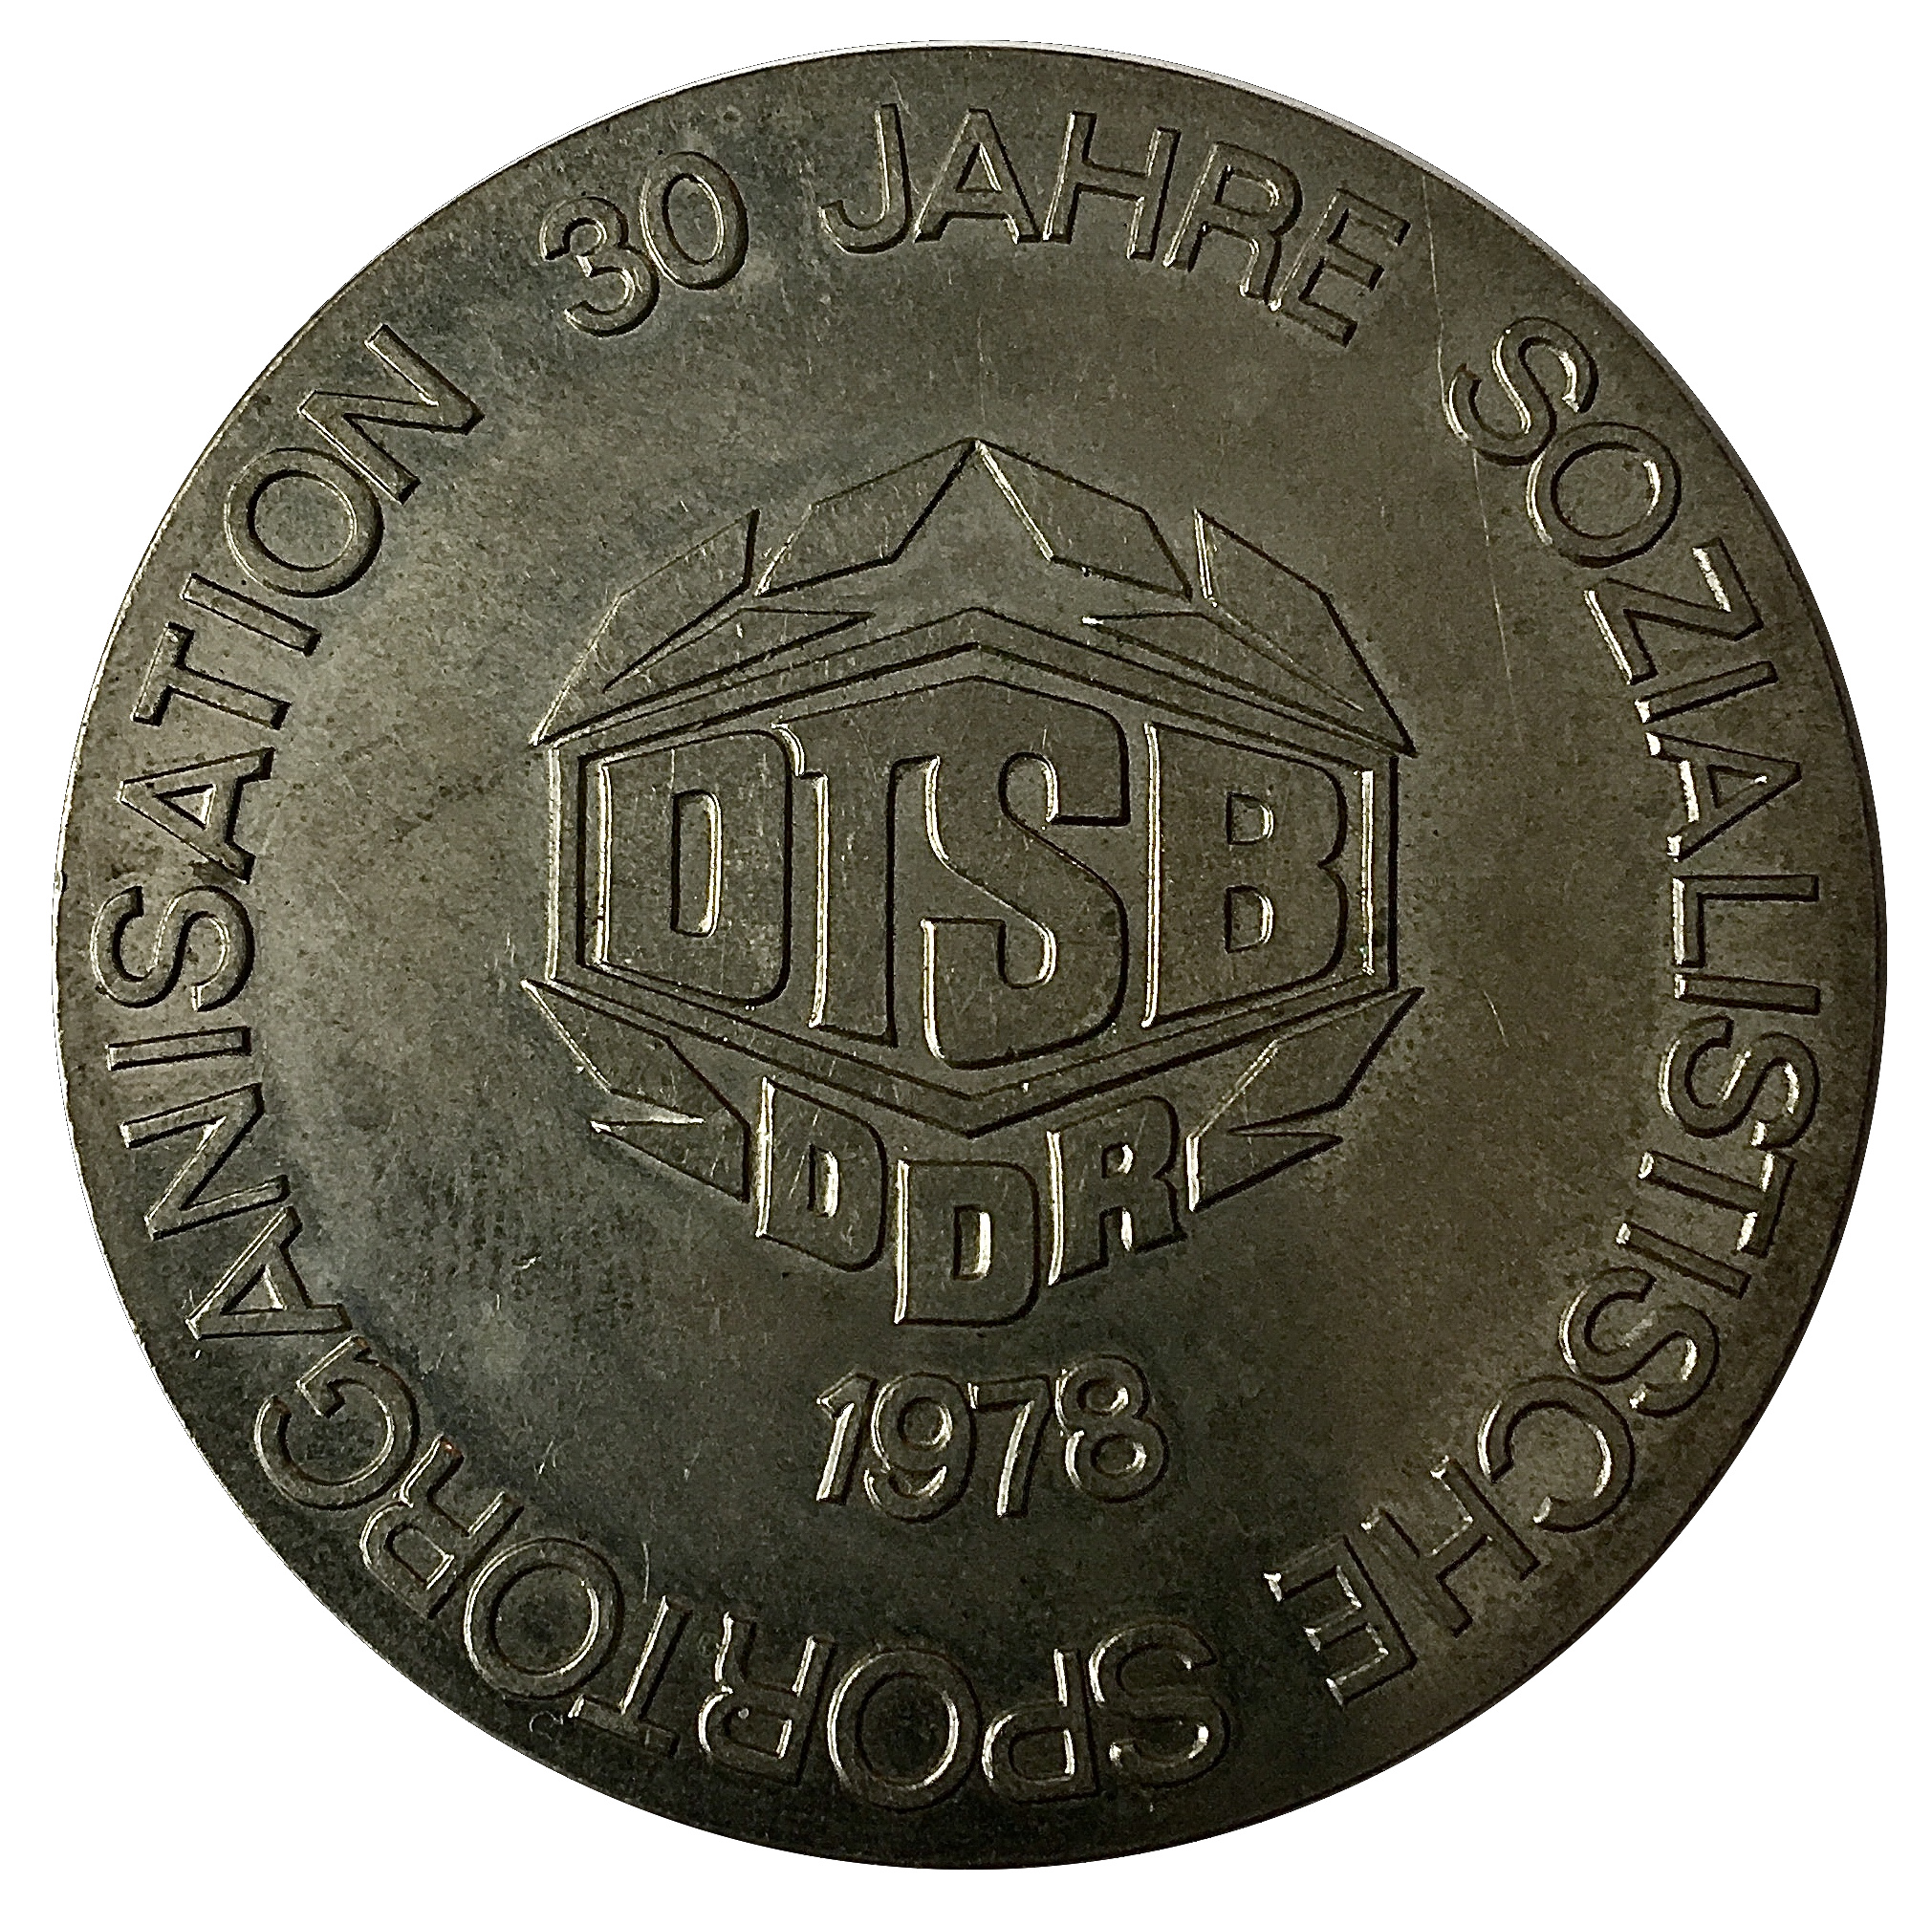 30 JAHRE SOZIALISTISCHE SPORTORGANISATION
DTSB
DDR
1978